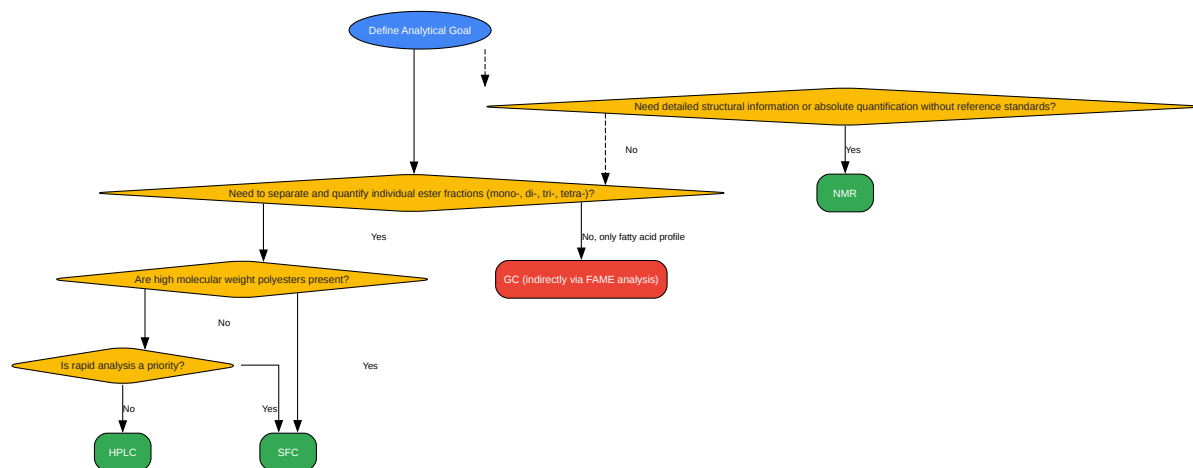 Define Analytical Goal
Need detailed structural information or absolute quantification without reference standards?
No
Yes
Need to separate and quantify individual ester fractions (mono-, di-, tri-, tetra-)?
NMR
Yes
No, only fatty acid profile
Are high molecular weight polyesters present?
GC (indirectly via FAME analysis)
No
Is rapid analysis a priority?
Yes
No
Yes
HPLC
SFC